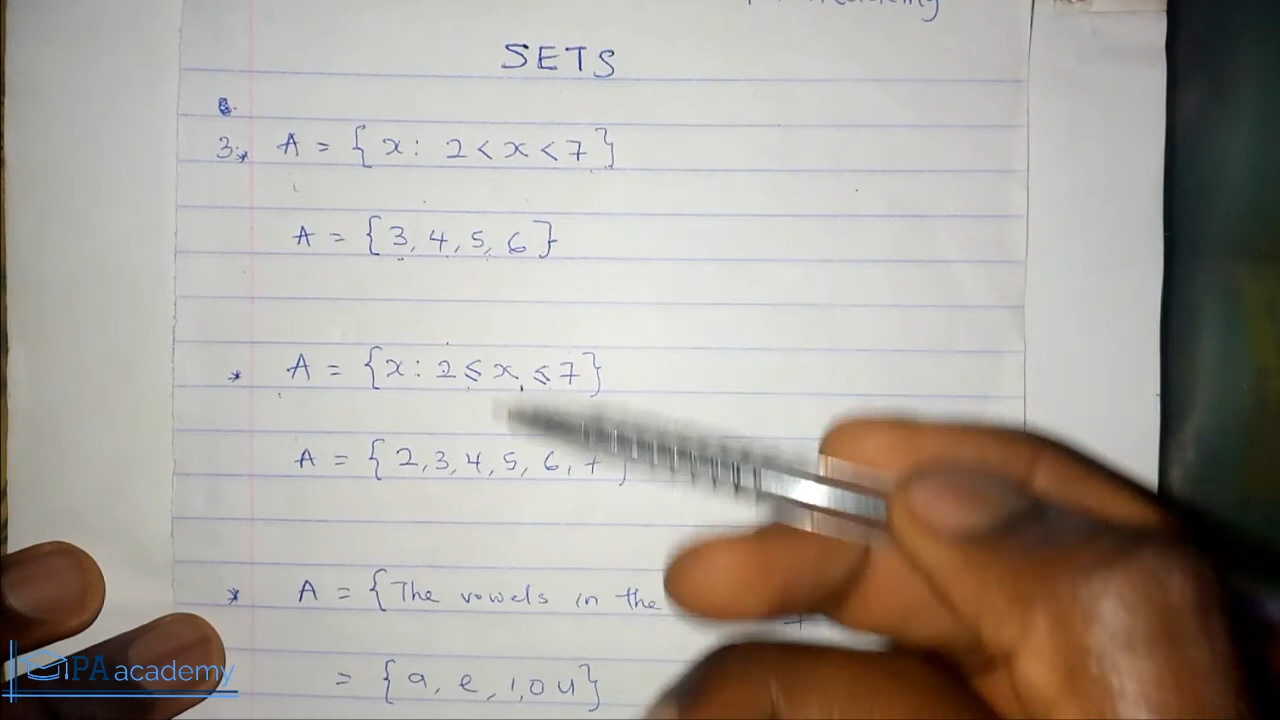 SETS
3. * A = { x : 2 < x < 7 }
A = { 3, 4, 5, 6 }
* A = { x : 2 ≤ x ≤ 7 }
A = { 2, 3, 4, 5, 6, 7 }
* A = { The vowels in the
= { a, e, i, o u }
PA academy